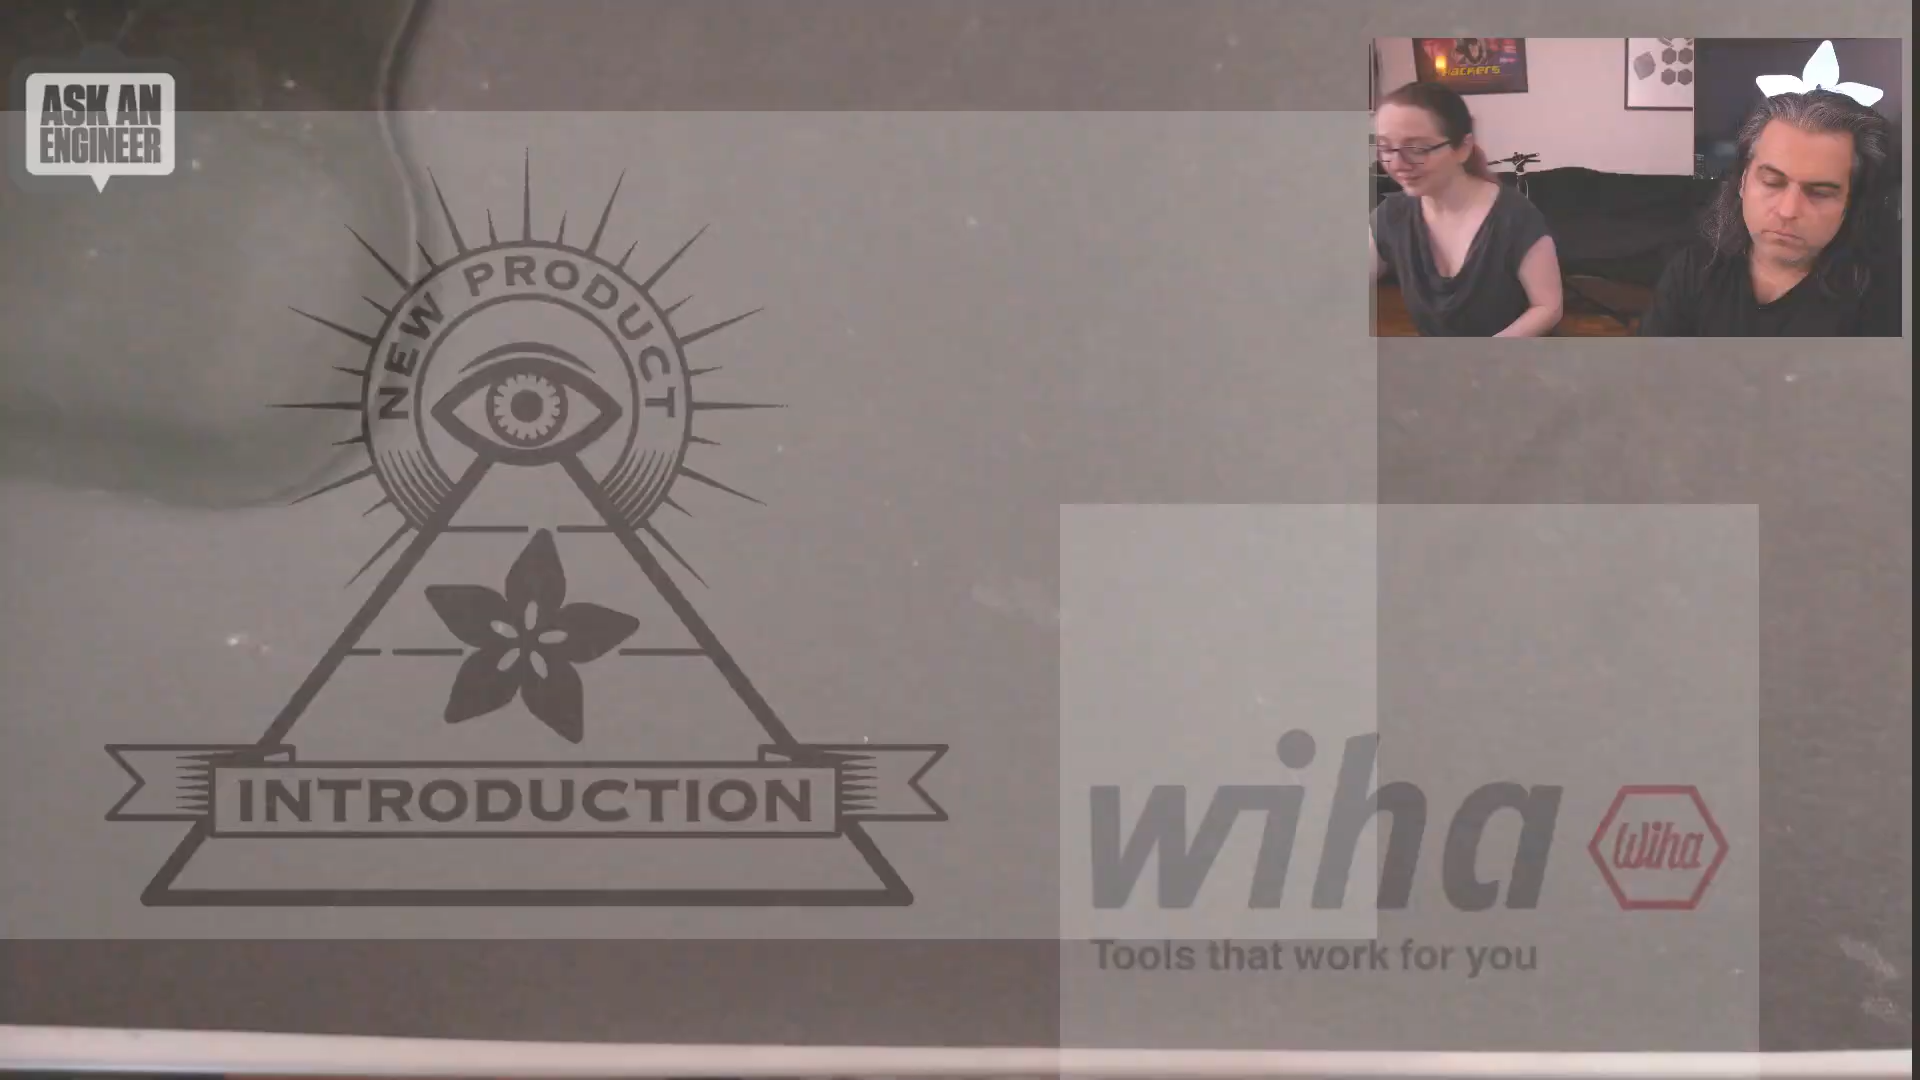 ASK AN
ENGINEER
HACKERS
NEW PRODUCT
INTRODUCTION
wiha
Wiha
Tools that work for you